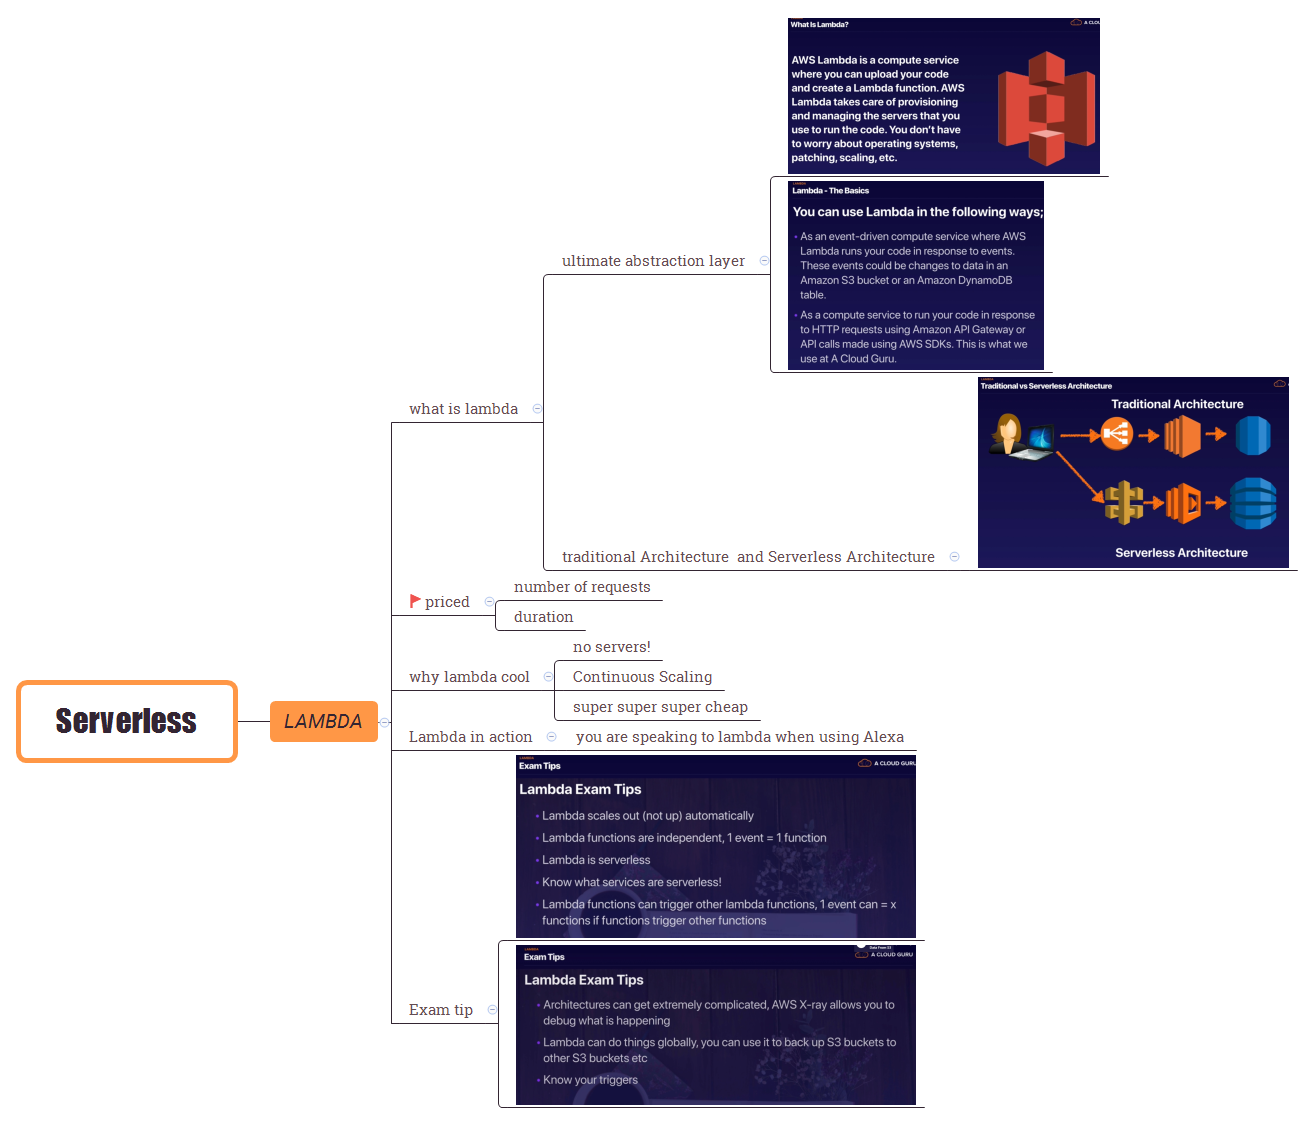 What Is Lambda?
A CLOU
AWS Lambda is a compute service
where you can upload your code
and create a Lambda function. AWS
Lambda takes care of provisioning
and managing the servers that you
use to run the code. You don't have
to worry about operating systems,
patching, scaling, etc.
LAMBDA
Lambda - The Basics
You can use Lambda in the following ways;
• As an event-driven compute service where AWS
Lambda runs your code in response to events.
These events could be changes to data in an
Amazon S3 bucket or an Amazon DynamoDB
table.
• As a compute service to run your code in response
to HTTP requests using Amazon API Gateway or
API calls made using AWS SDKs. This is what we
use at A Cloud Guru.
ultimate abstraction layer
LAMBDA
Traditional vs Serverless Architecture
Traditional Architecture
Serverless Architecture
what is lambda
traditional Architecture and Serverless Architecture
priced
number of requests
duration
why lambda cool
no servers!
Continuous Scaling
super super super cheap
Serverless
LAMBDA
Lambda in action
you are speaking to lambda when using Alexa
LAMBDA
Exam Tips
A CLOUD GURU
Lambda Exam Tips
• Lambda scales out (not up) automatically
• Lambda functions are independent, 1 event = 1 function
• Lambda is serverless
• Know what services are serverless!
• Lambda functions can trigger other lambda functions, 1 event can = x
functions if functions trigger other functions
Exam tip
LAMBDA
Exam Tips
Data From S3
A CLOUD GURU
Lambda Exam Tips
• Architectures can get extremely complicated, AWS X-ray allows you to
debug what is happening
• Lambda can do things globally, you can use it to back up S3 buckets to
other S3 buckets etc
• Know your triggers